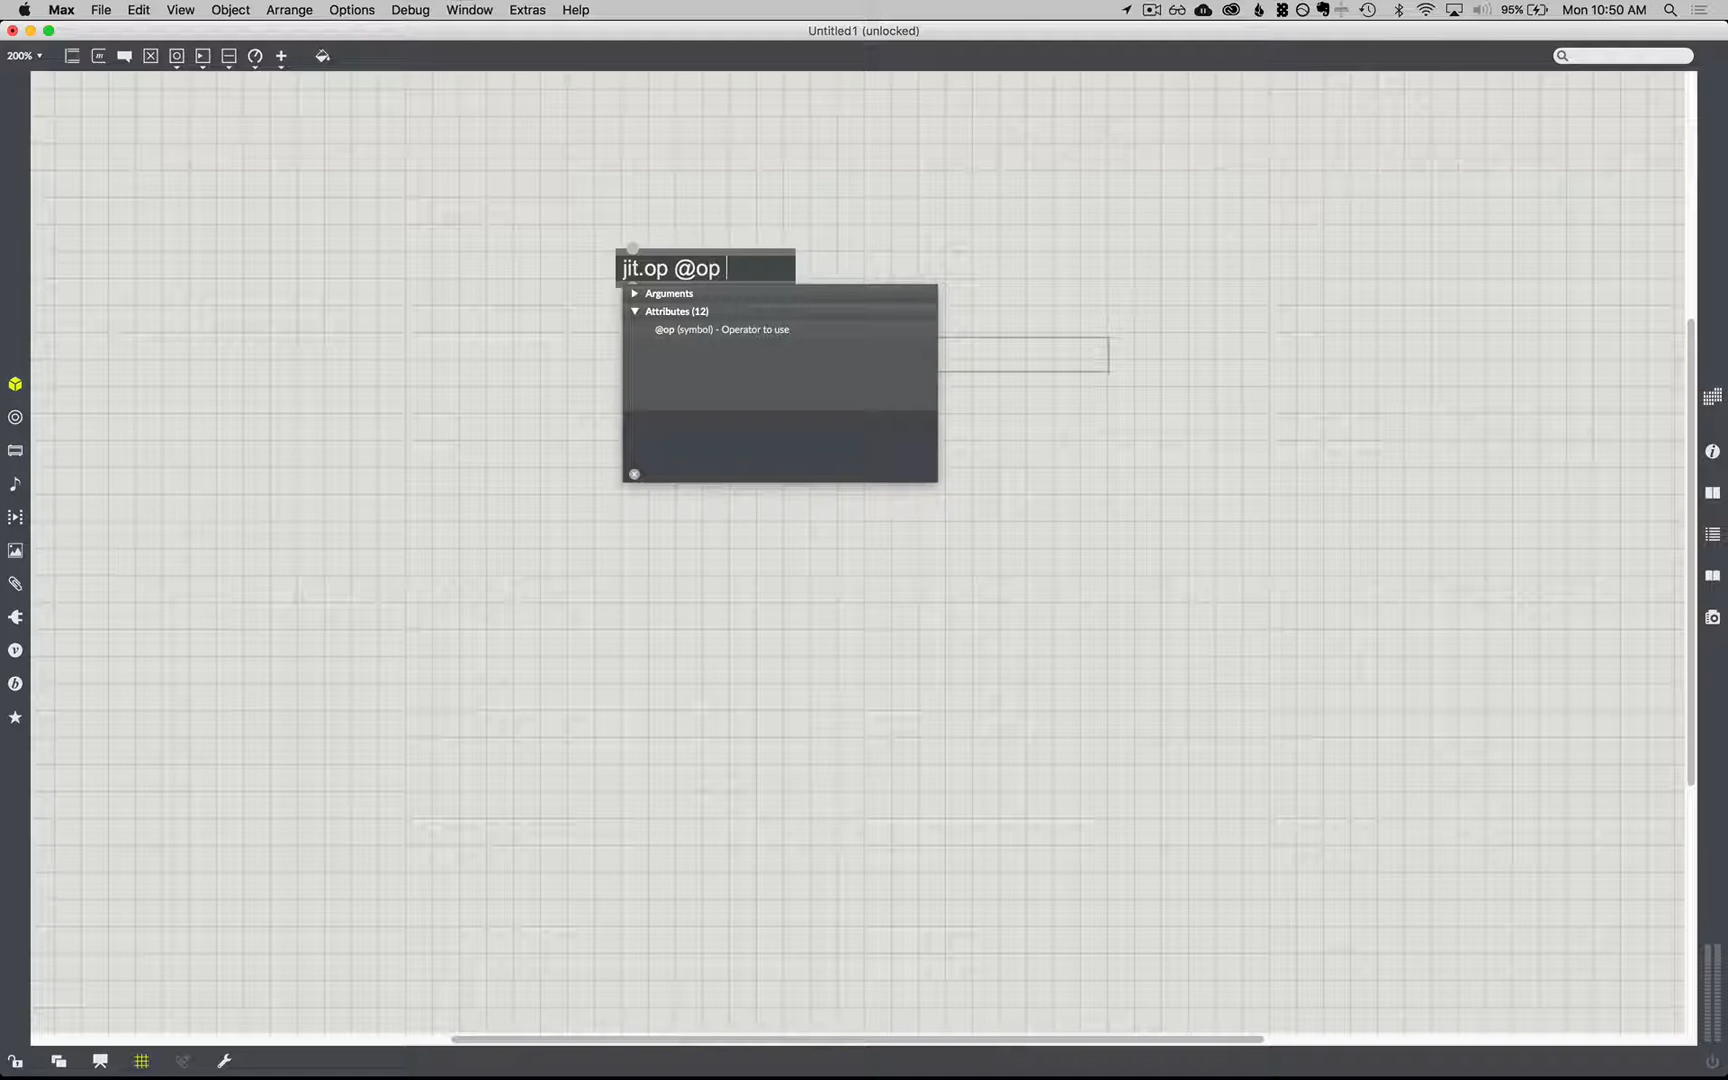 Max File Edit View Object Arrange Options Debug Window Extras Help 95% Mon 10:50 AM
Untitled1 (unlocked)
200%
jit.op @op
Arguments
Attributes (12)
@op (symbol) - Operator to use